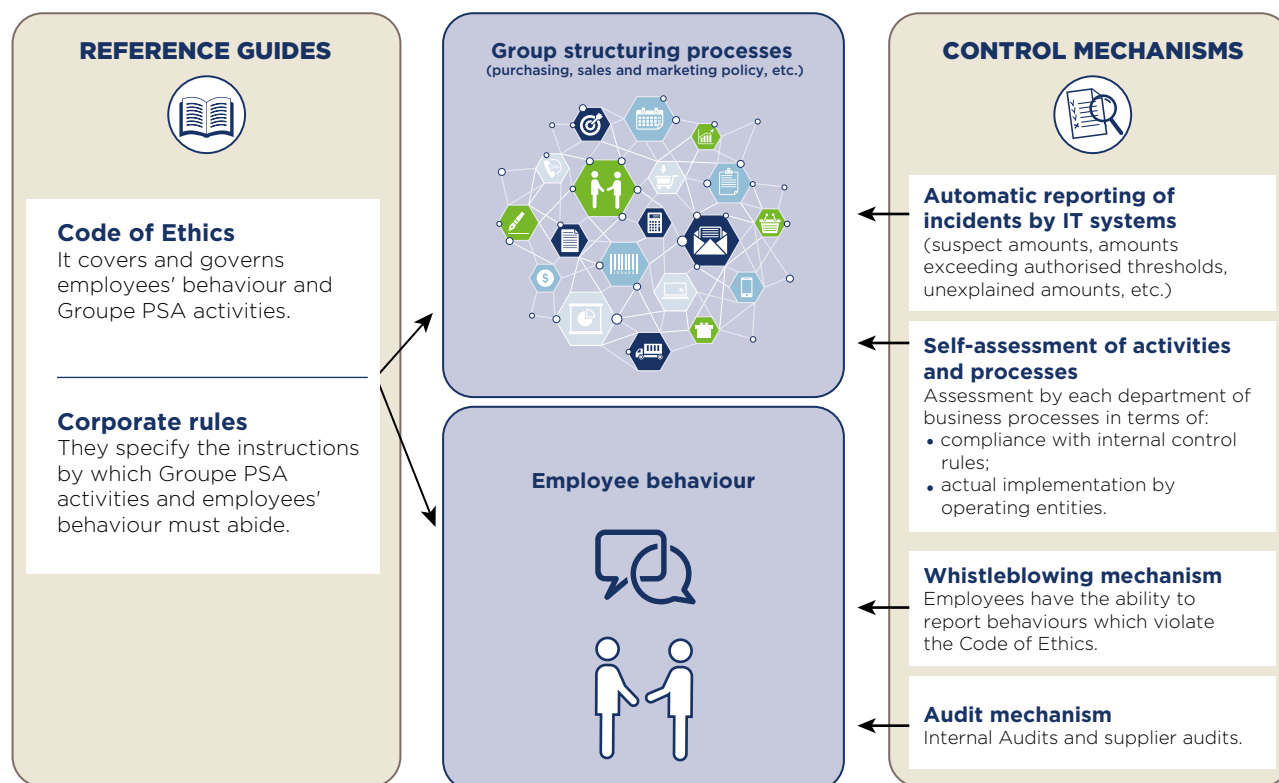 REFERENCE GUIDES
Code of Ethics
It covers and governs
employees' behaviour and
Groupe PSA activities.
Corporate rules
They specify the instructions
by which Groupe PSA
activities and employees'
behaviour must abide.
Group structuring processes
(purchasing, sales and marketing policy, etc.)
$
Employee behaviour
CONTROL MECHANISMS
Automatic reporting of
incidents by IT systems
(suspect amounts, amounts
exceeding authorised thresholds,
unexplained amounts, etc.)
Self-assessment of activities
and processes
Assessment by each department of
business processes in terms of:
• compliance with internal control
rules;
• actual implementation by
operating entities.
Whistleblowing mechanism
Employees have the ability to
report behaviours which violate
the Code of Ethics.
Audit mechanism
Internal Audits and supplier audits.